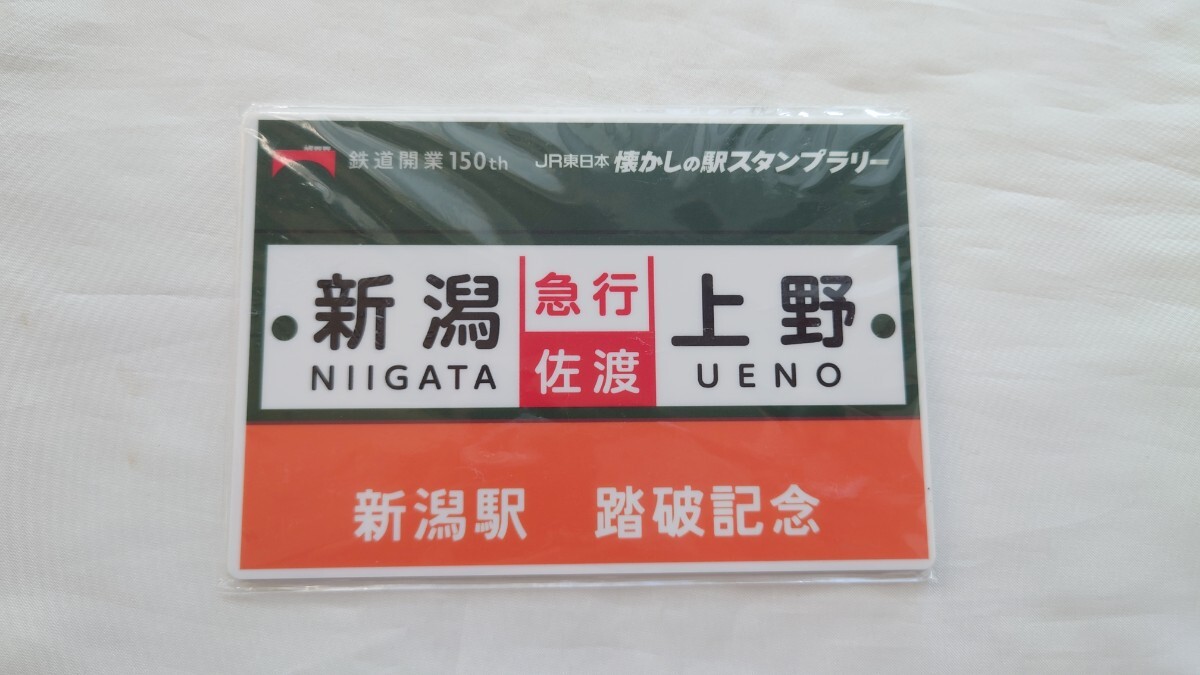 鉄道開業150th JR東日本 懐かしの駅スタンプラリー
新潟 急行 上野
NIIGATA 佐渡 UENO
新潟駅 踏破記念